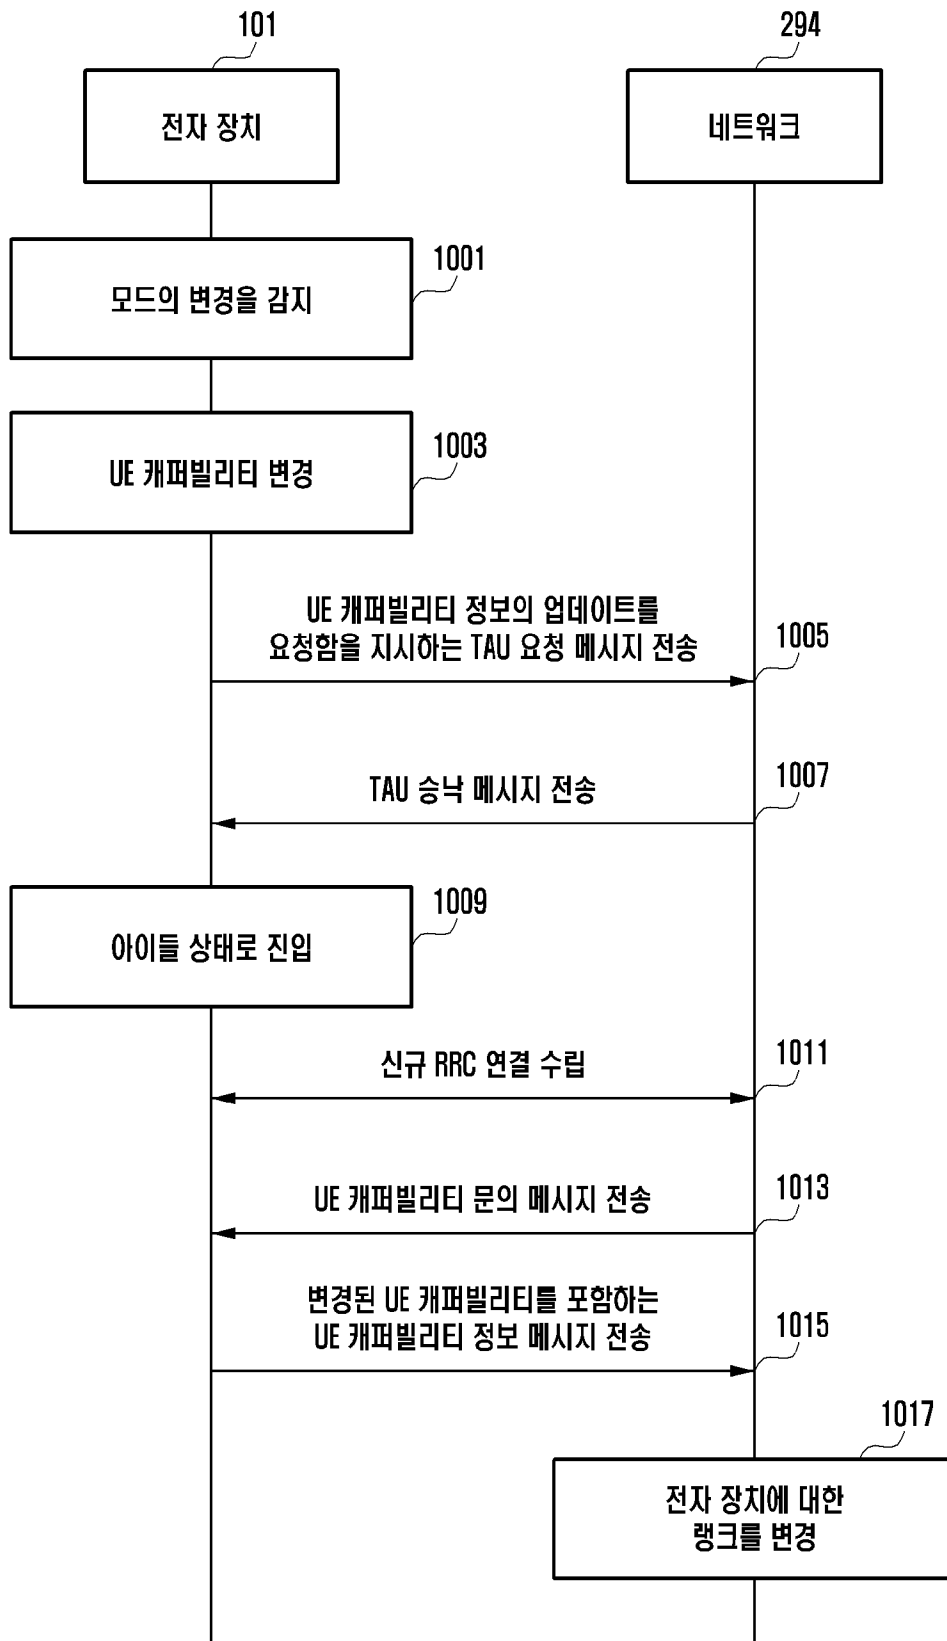 101
294
전자 장치
네트워크
1001
모드의 변경을 감지
1003
UE 캐퍼빌리티 변경
UE 캐퍼빌리티 정보의 업데이트를
요청함을 지시하는 TAU 요청 메시지 전송
1005
TAU 승낙 메시지 전송
1007
1009
아이들 상태로 진입
신규 RRC 연결 수립
1011
UE 캐퍼빌리티 문의 메시지 전송
1013
변경된 UE 캐퍼빌리티를 포함하는
UE 캐퍼빌리티 정보 메시지 전송
1015
1017
전자 장치에 대한
랭크를 변경